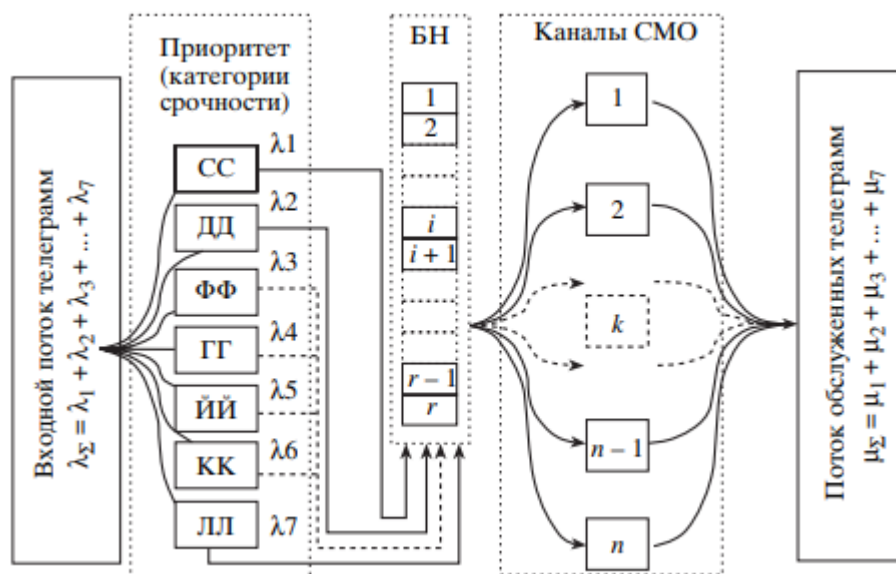 Входной поток телеграмм
λΣ = λ1 + λ2 + λ3 + ... + λ7
Приоритет
(категории
срочности)
СС
λ1
ДД
λ2
ФФ
λ3
ГГ
λ4
ЙЙ
λ5
КК
λ6
ЛЛ
λ7
БН
1
2
i
i + 1
r – 1
r
Каналы СМО
1
2
k
n – 1
n
Поток обслуженных телеграмм
μΣ = μ1 + μ2 + μ3 + ... + μ7